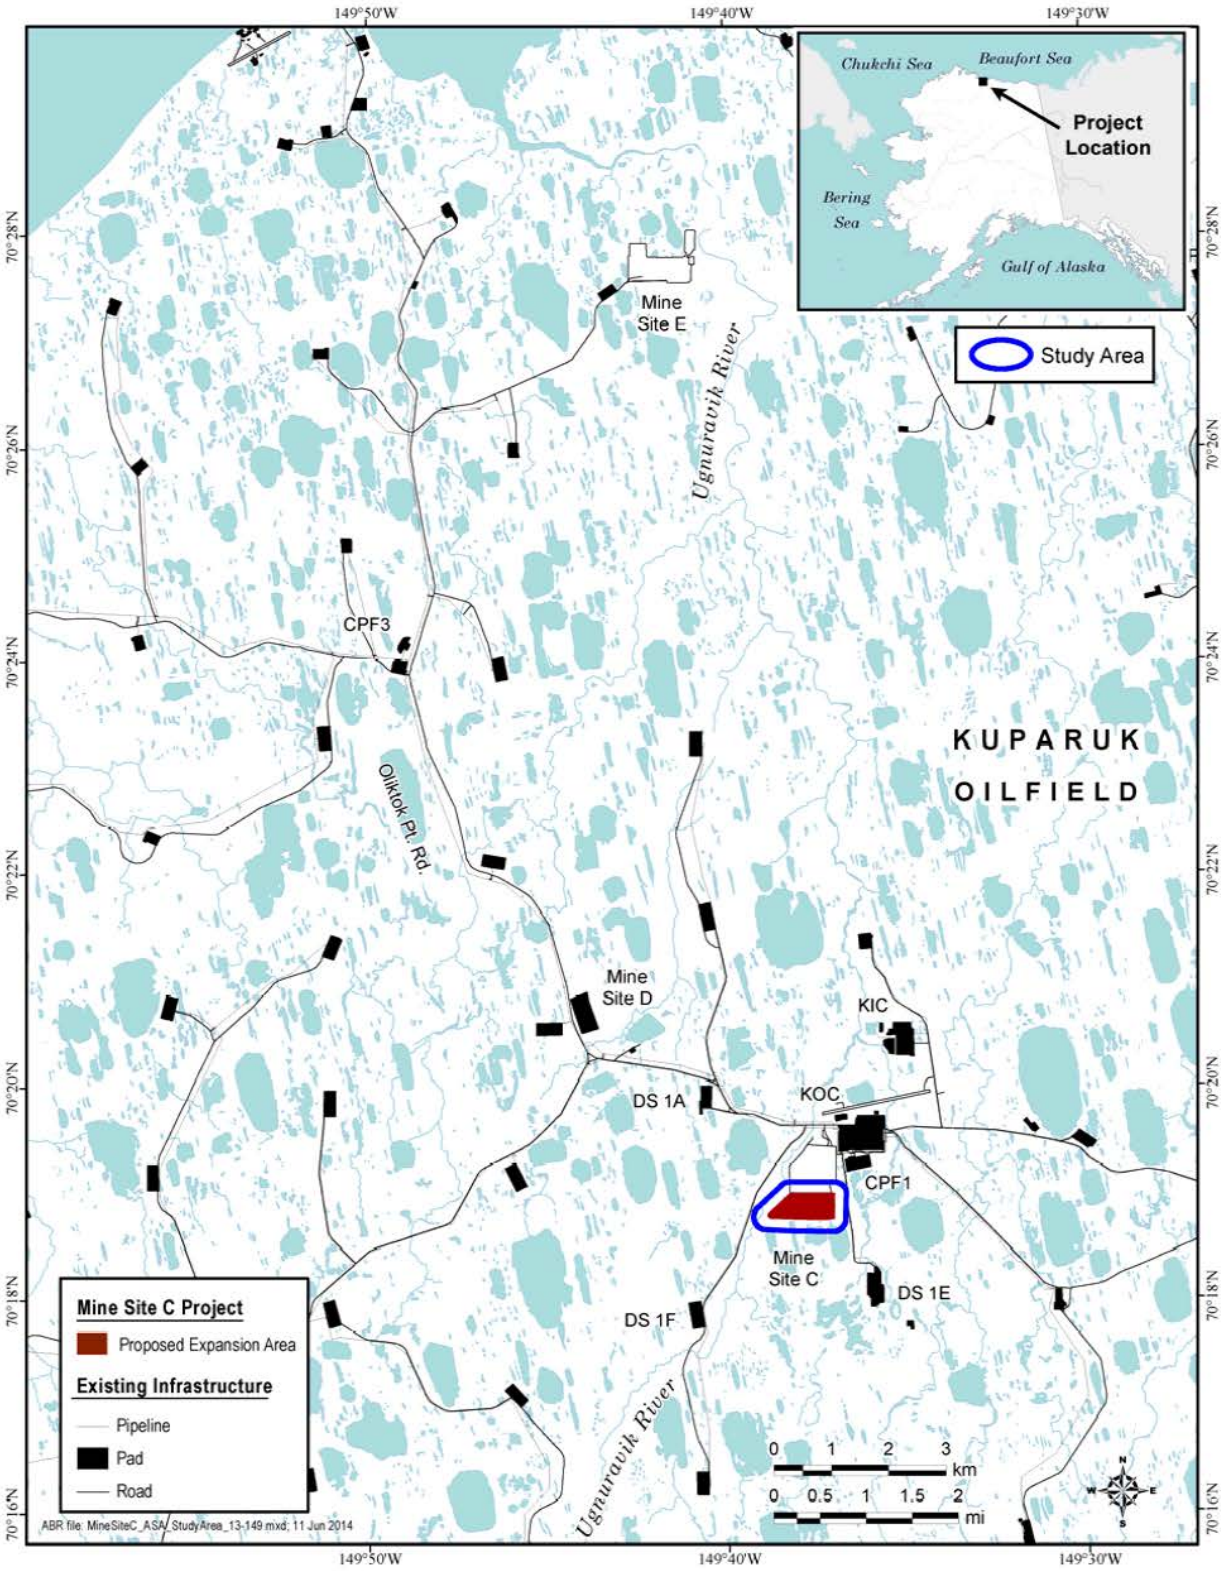 149°50'W
149°40'W
149°30'W
Chukchi Sea
Beaufort Sea
Project
Location
Bering
Sea
Gulf of Alaska
70°28'N
70°28'N
Mine
Site E
Study Area
Ugnuravik River
70°26'N
70°26'N
CPF3
70°24'N
70°24'N
KUPARUK
OILFIELD
Oliktok Pt. Rd.
70°22'N
70°22'N
Mine
Site D
KIC
70°20'N
70°20'N
DS 1A
KOC
CPF1
Mine
Site C
DS 1E
70°18'N
70°18'N
DS 1F
Mine Site C Project
Proposed Expansion Area
Existing Infrastructure
Pipeline
Pad
Road
Ugnuravik River
0 1 2 3
km
0 0.5 1 1.5 2
mi
N
W E
S
70°16'N
70°16'N
ABR file: MineSiteC_ASA_StudyArea_13-149.mxd; 11 Jun 2014
149°50'W
149°40'W
149°30'W